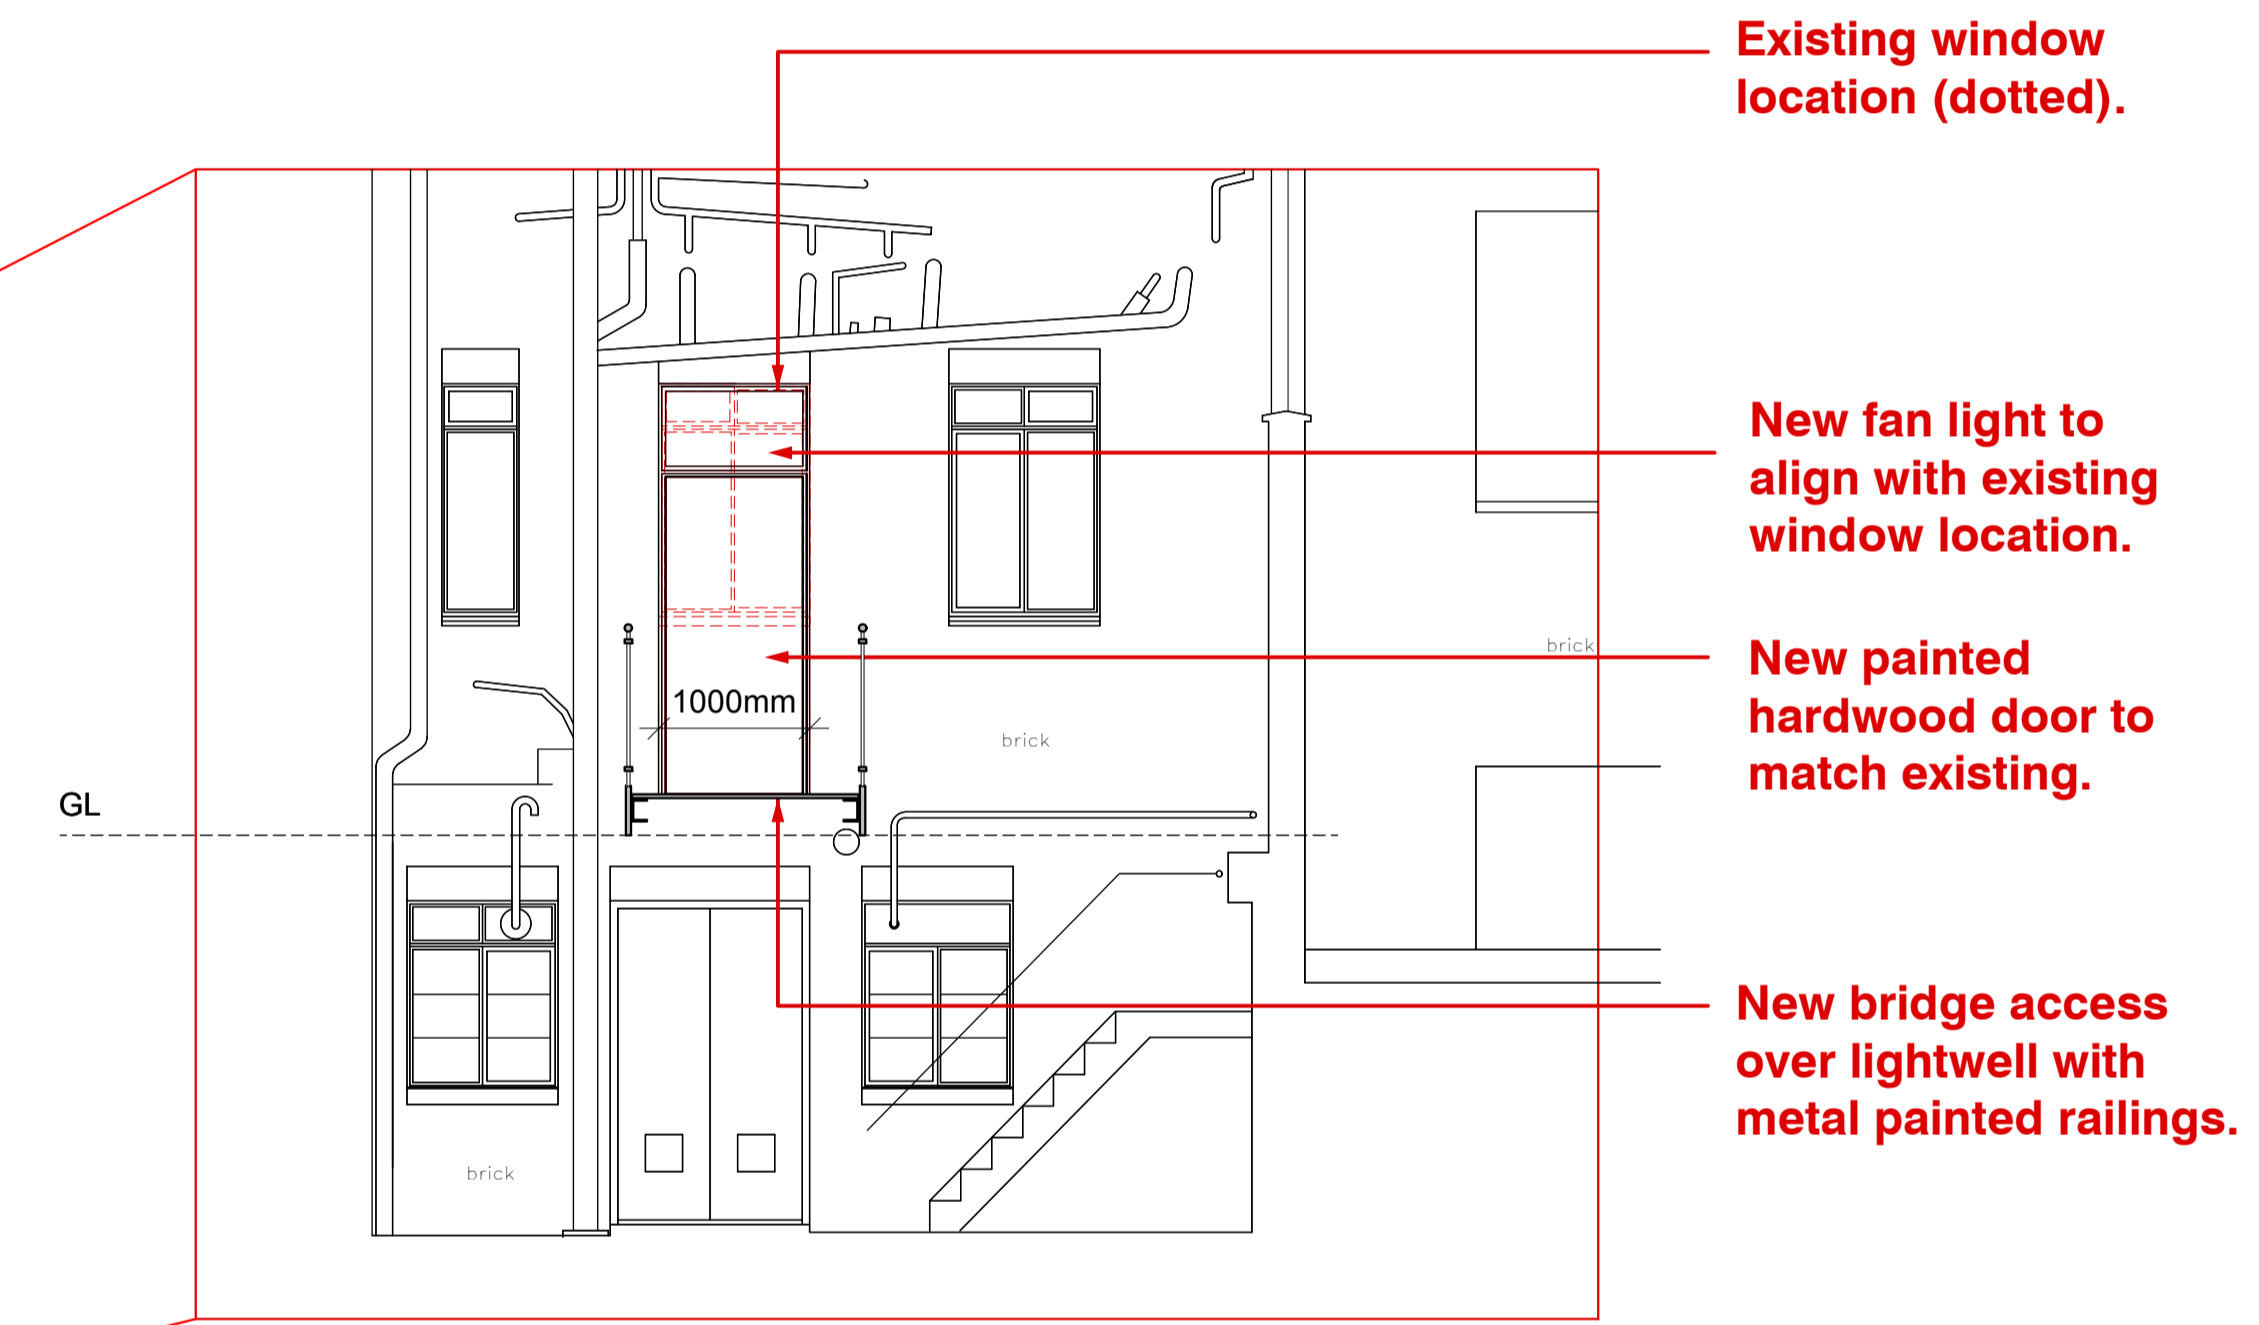 Existing window
location (dotted).
New fan light to
align with existing
window location.
New painted
hardwood door to
match existing.
brick
1000mm
brick
GL
New bridge access
over lightwell with
metal painted railings.
brick